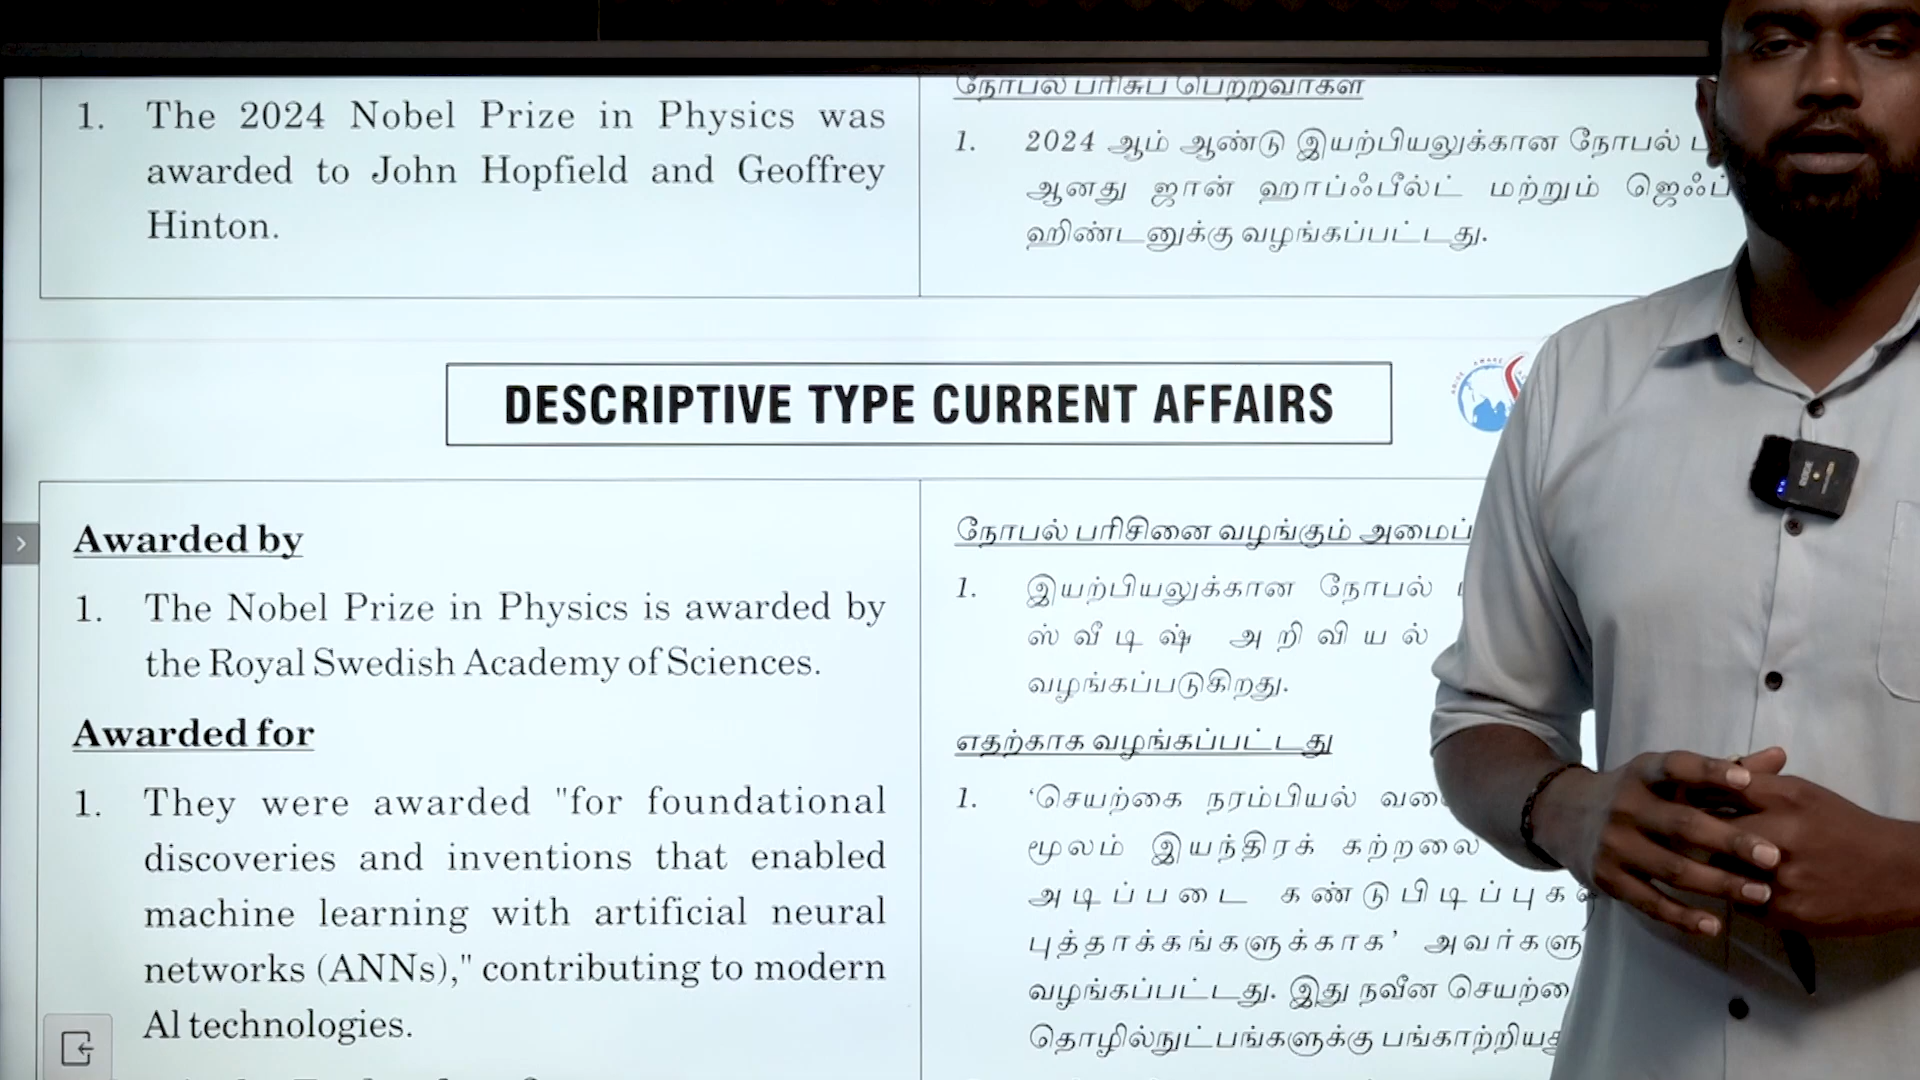 1. The 2024 Nobel Prize in Physics was
awarded to John Hopfield and Geoffrey
Hinton.
நோபல் பரிசுப் பெற்றவர்கள்
1. 2024 ஆம் ஆண்டு இயற்பியலுக்கான நோபல்
ஆனது ஜான் ஹாப்ஃபீல்ட் மற்றும்
ஹிண்டனுக்கு வழங்கப்பட்டது.
DESCRIPTIVE TYPE CURRENT AFFAIRS
Awarded by
1. The Nobel Prize in Physics is awarded by
the Royal Swedish Academy of Sciences.
Awarded for
1. They were awarded "for foundational
discoveries and inventions that enabled
machine learning with artificial neural
networks (ANNs)," contributing to modern
Al technologies.
நோபல் பரிசினை வழங்கும்
1. இயற்பியலுக்கான நோபல்
ஸ்வீடிஷ் அறிவியல்
வழங்கப்படுகிறது.
எதற்காக வழங்கப்பட்டது
1. ‘செயற்கை நரம்பியல்
மூலம் இயந்திரக் கற்றலை
அடிப்படை
புத்தாக்கங்களுக்காக’
வழங்கப்பட்டது. இது நவீன
தொழில்நுட்பங்களுக்கு